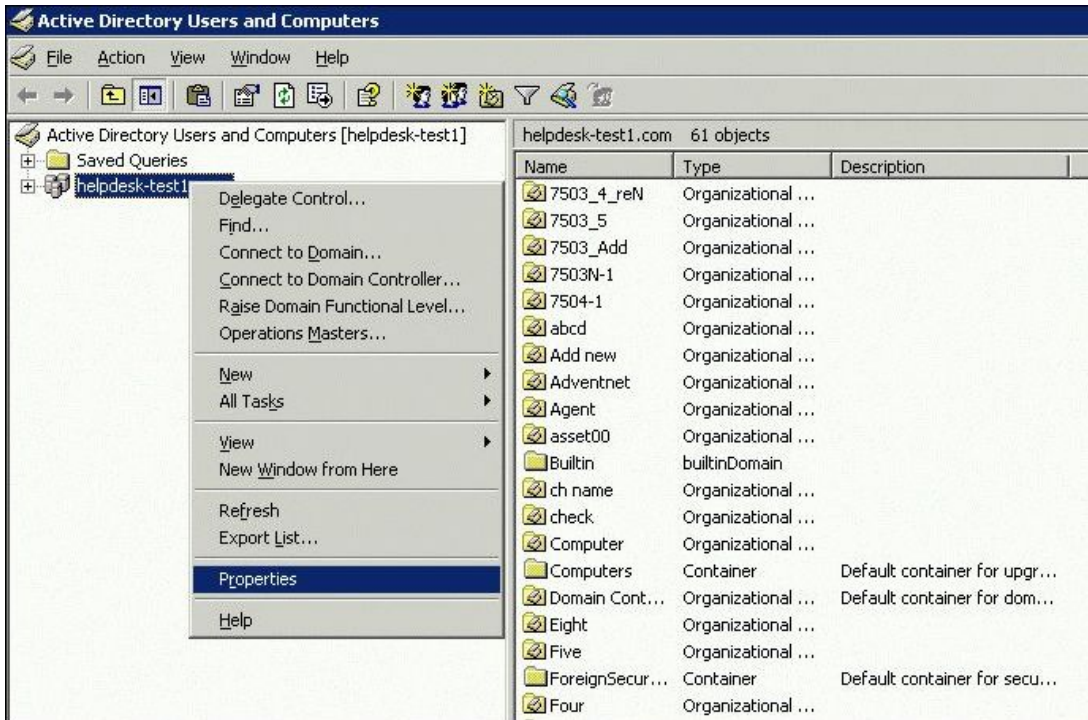 Active Directory Users and Computers
File Action View Window Help
Active Directory Users and Computers [helpdesk-test1]
Saved Queries
helpdesk-test1
Delegate Control...
Find...
Connect to Domain...
Connect to Domain Controller...
Raise Domain Functional Level...
Operations Masters...
New
All Tasks
View
New Window from Here
Refresh
Export List...
Properties
Help
helpdesk-test1.com 61 objects
Name Type Description
7503_4_reN Organizational ...
7503_5 Organizational ...
7503_Add Organizational ...
7503N-1 Organizational ...
7504-1 Organizational ...
abcd Organizational ...
Add new Organizational ...
Adventnet Organizational ...
Agent Organizational ...
asset00 Organizational ...
Builtin builtinDomain
ch name Organizational ...
check Organizational ...
Computer Organizational ...
Computers Container Default container for upgr...
Domain Cont... Organizational ... Default container for dom...
Eight Organizational ...
Five Organizational ...
ForeignSecur... Container Default container for secu...
Four Organizational ...